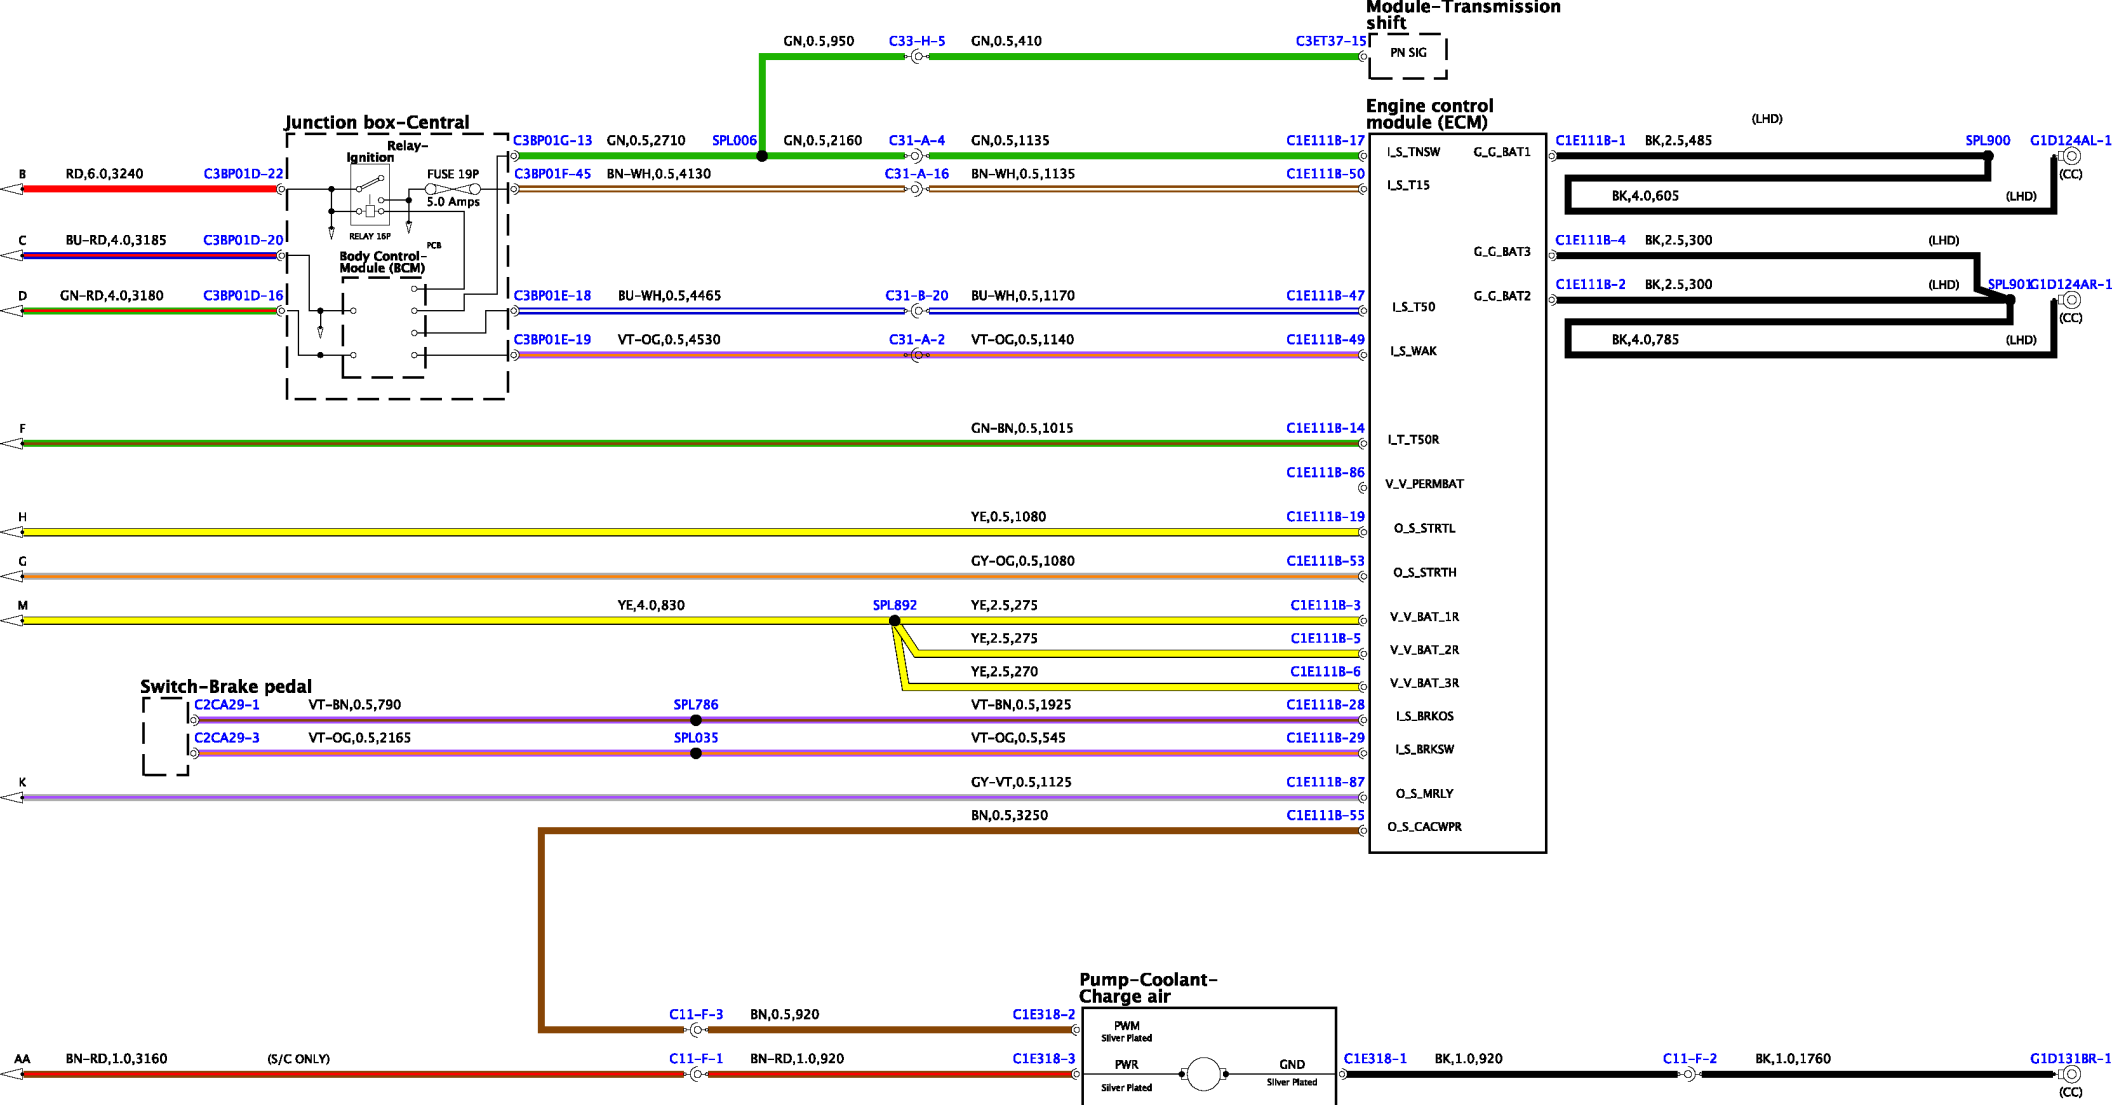 Module-Transmission
shift
GN,0.5,950 C33-H-5 GN,0.5,410 C3ET37-15
PN SIG
Engine control
module (ECM)
(LHD)
Junction box-Central
Relay-
Ignition
C3BP01G-13 GN,0.5,2710 SPL006 GN,0.5,2160 C31-A-4 GN,0.5,1135 C1E111B-17
I_S_TNSW G_G_BAT1
C1E111B-1 BK,2.5,485 SPL900 G1D124AL-1
(CC)
B RD,6.0,3240 C3BP01D-22
FUSE 19P
5.0 Amps
C3BP01F-45 BN-WH,0.5,4130 C31-A-16 BN-WH,0.5,1135 C1E111B-50
I_S_T15
BK,4.0,605 (LHD)
RELAY 16P
C BU-RD,4.0,3185 C3BP01D-20
PCB
Body Control-
Module (BCM)
G_G_BAT3
C1E111B-4 BK,2.5,300 (LHD)
D GN-RD,4.0,3180 C3BP01D-16
C3BP01E-18 BU-WH,0.5,4465 C31-B-20 BU-WH,0.5,1170 C1E111B-47
I_S_T50 G_G_BAT2
C1E111B-2 BK,2.5,300 (LHD) SPL901 G1D124AR-1
(CC)
C3BP01E-19 VT-OG,0.5,4530 C31-A-2 VT-OG,0.5,1140 C1E111B-49
I_S_WAK
BK,4.0,785 (LHD)
F GN-BN,0.5,1015 C1E111B-14
I_T_T50R
C1E111B-86
V_V_PERMBAT
H YE,0.5,1080 C1E111B-19
O_S_STRTL
G GY-OG,0.5,1080 C1E111B-53
O_S_STRTH
M YE,4.0,830 SPL892 YE,2.5,275 C1E111B-3
V_V_BAT_1R
YE,2.5,275 C1E111B-5
V_V_BAT_2R
YE,2.5,270 C1E111B-6
V_V_BAT_3R
Switch-Brake pedal
C2CA29-1 VT-BN,0.5,790 SPL786 VT-BN,0.5,1925 C1E111B-28
I_S_BRKOS
C2CA29-3 VT-OG,0.5,2165 SPL035 VT-OG,0.5,545 C1E111B-29
I_S_BRKSW
K GY-VT,0.5,1125 C1E111B-87
O_S_MRLY
BN,0.5,3250 C1E111B-55
O_S_CACWPR
Pump-Coolant-
Charge air
C11-F-3 BN,0.5,920 C1E318-2
PWM
Silver Plated
AA BN-RD,1.0,3160 (S/C ONLY) C11-F-1 BN-RD,1.0,920 C1E318-3
PWR GND
Silver Plated Silver Plated
C1E318-1 BK,1.0,920 C11-F-2 BK,1.0,1760 G1D131BR-1
(CC)